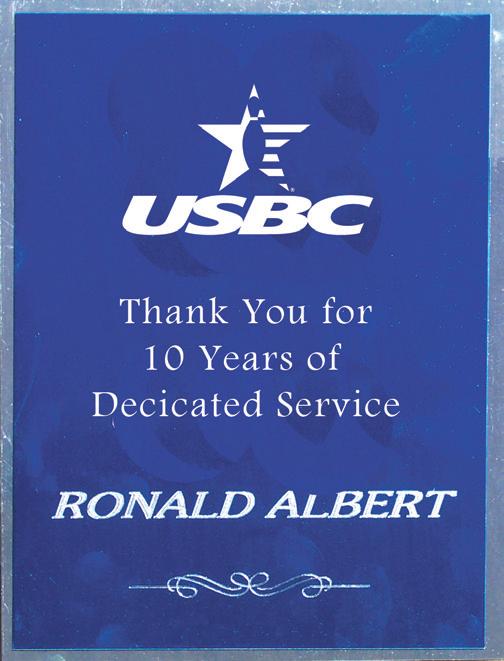 USBC
Thank You for
10 Years of
Decicated Service
RONALD ALBERT